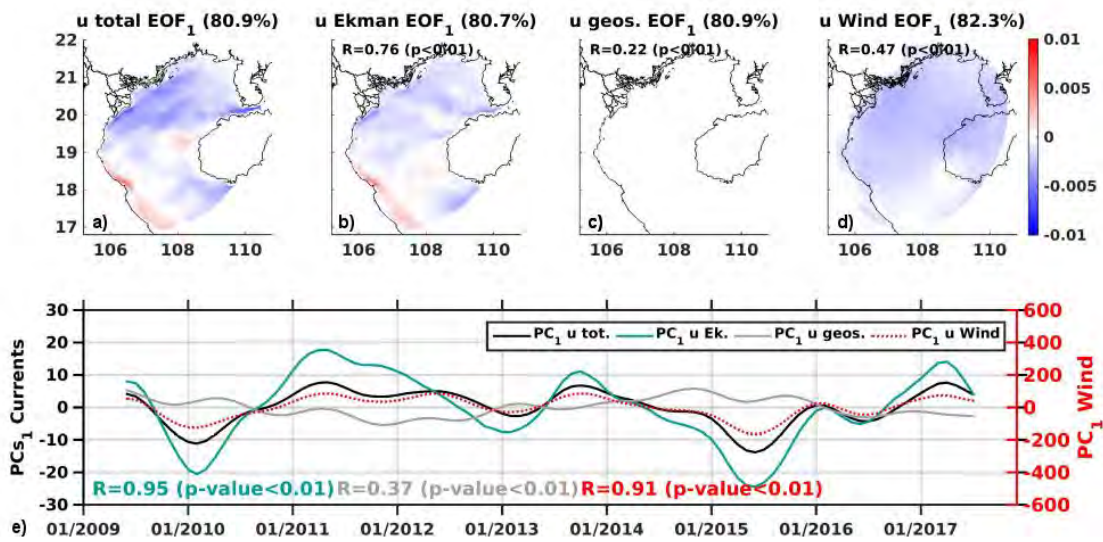 u total EOF1 (80.9%) u Ekman EOF1 (80.7%) u geos. EOF1 (80.9%) u Wind EOF1 (82.3%)
R=0.76 (p<0.01) R=0.22 (p<0.01) R=0.47 (p<0.01)
22
21
20
19
18
17
a) b) c) d)
0.01
0.005
0
-0.005
-0.01
106 108 110 106 108 110 106 108 110 106 108 110
PCs1 Currents
30
20
10
0
-10
-20
-30
PC1 u tot. PC1 u Ek. PC1 u geos. PC1 u Wind
600
400
200
0
-200
-400
-600
PC1 Wind
R=0.95 (p-value<0.01) R=0.37 (p-value<0.01) R=0.91 (p-value<0.01)
e)
01/2009 01/2010 01/2011 01/2012 01/2013 01/2014 01/2015 01/2016 01/2017